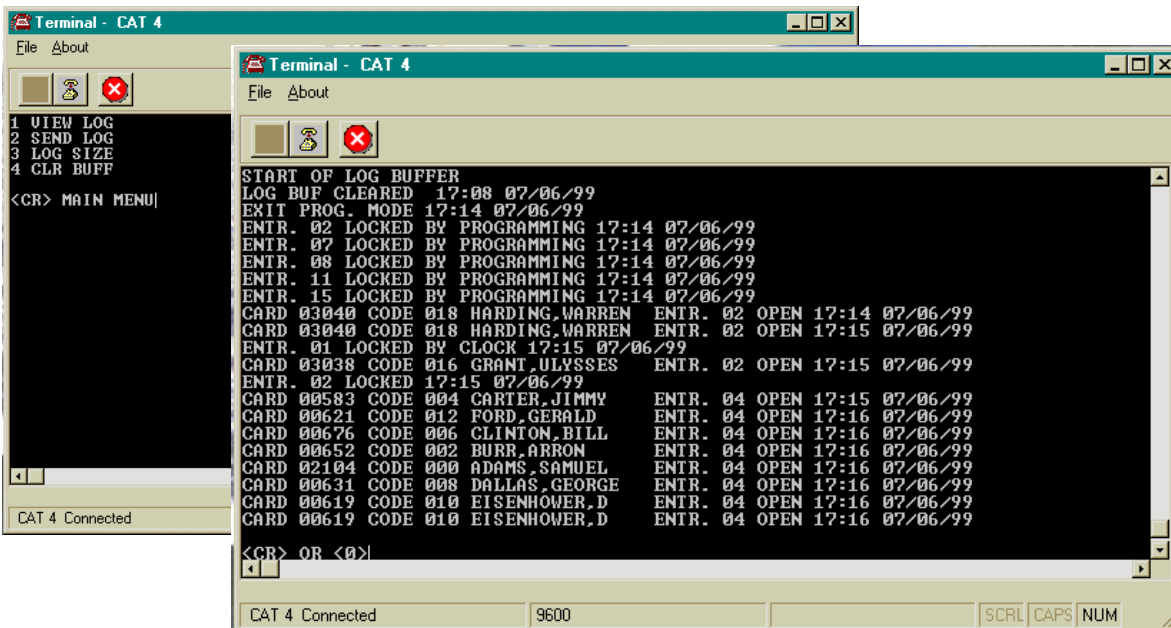 Terminal - CAT 4
File About
1 VIEW LOG
2 SEND LOG
3 LOG SIZE
4 CLR BUFF
<CR> MAIN MENU
CAT 4 Connected
Terminal - CAT 4
File About
START OF LOG BUFFER
LOG BUF CLEARED 17:08 07/06/99
EXIT PROG. MODE 17:14 07/06/99
ENTR. 02 LOCKED BY PROGRAMMING 17:14 07/06/99
ENTR. 07 LOCKED BY PROGRAMMING 17:14 07/06/99
ENTR. 08 LOCKED BY PROGRAMMING 17:14 07/06/99
ENTR. 11 LOCKED BY PROGRAMMING 17:14 07/06/99
ENTR. 15 LOCKED BY PROGRAMMING 17:14 07/06/99
CARD 03040 CODE 018 HARDING,WARREN ENTR. 02 OPEN 17:14 07/06/99
CARD 03040 CODE 018 HARDING,WARREN ENTR. 02 OPEN 17:15 07/06/99
ENTR. 01 LOCKED BY CLOCK 17:15 07/06/99
CARD 03038 CODE 016 GRANT,ULYSSES ENTR. 02 OPEN 17:15 07/06/99
ENTR. 02 LOCKED 17:15 07/06/99
CARD 00583 CODE 004 CARTER,JIMMY ENTR. 04 OPEN 17:15 07/06/99
CARD 00621 CODE 012 FORD,GERALD ENTR. 04 OPEN 17:16 07/06/99
CARD 00676 CODE 006 CLINTON,BILL ENTR. 04 OPEN 17:16 07/06/99
CARD 00652 CODE 002 BURR,ARRON ENTR. 04 OPEN 17:16 07/06/99
CARD 02104 CODE 000 ADAMS,SAMUEL ENTR. 04 OPEN 17:16 07/06/99
CARD 00631 CODE 008 DALLAS,GEORGE ENTR. 04 OPEN 17:16 07/06/99
CARD 00619 CODE 010 EISENHOWER,D ENTR. 04 OPEN 17:16 07/06/99
CARD 00619 CODE 010 EISENHOWER,D ENTR. 04 OPEN 17:16 07/06/99
<CR> OR <0>
CAT 4 Connected 9600 SCRL CAPS NUM